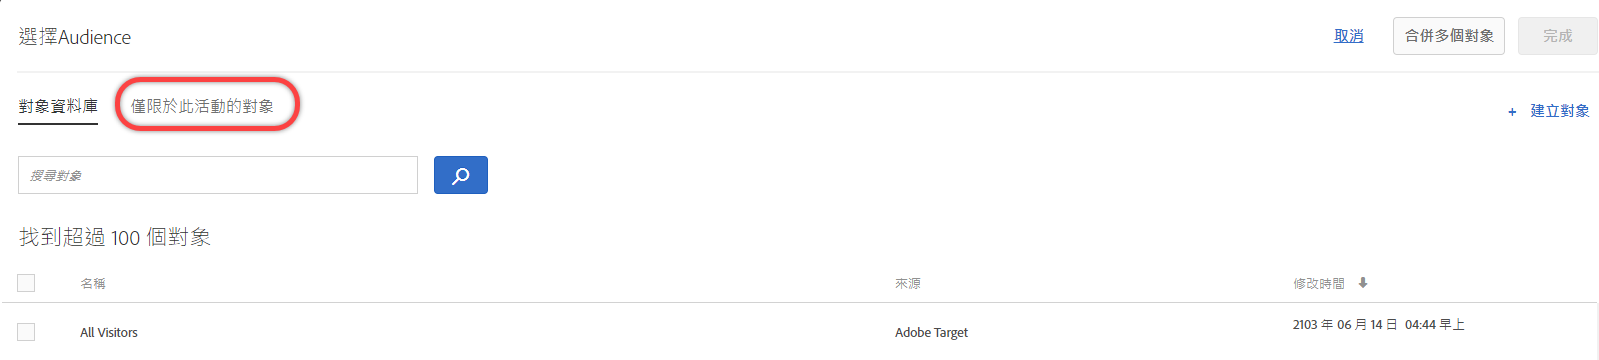 選擇Audience
取消
合併多個對象
完成
對象資料庫
僅限於此活動的對象
+ 建立對象
搜尋對象
找到超過 100 個對象
名稱
來源
修改時間
All Visitors
Adobe Target
2103 年 06 月 14 日 04:44 早上